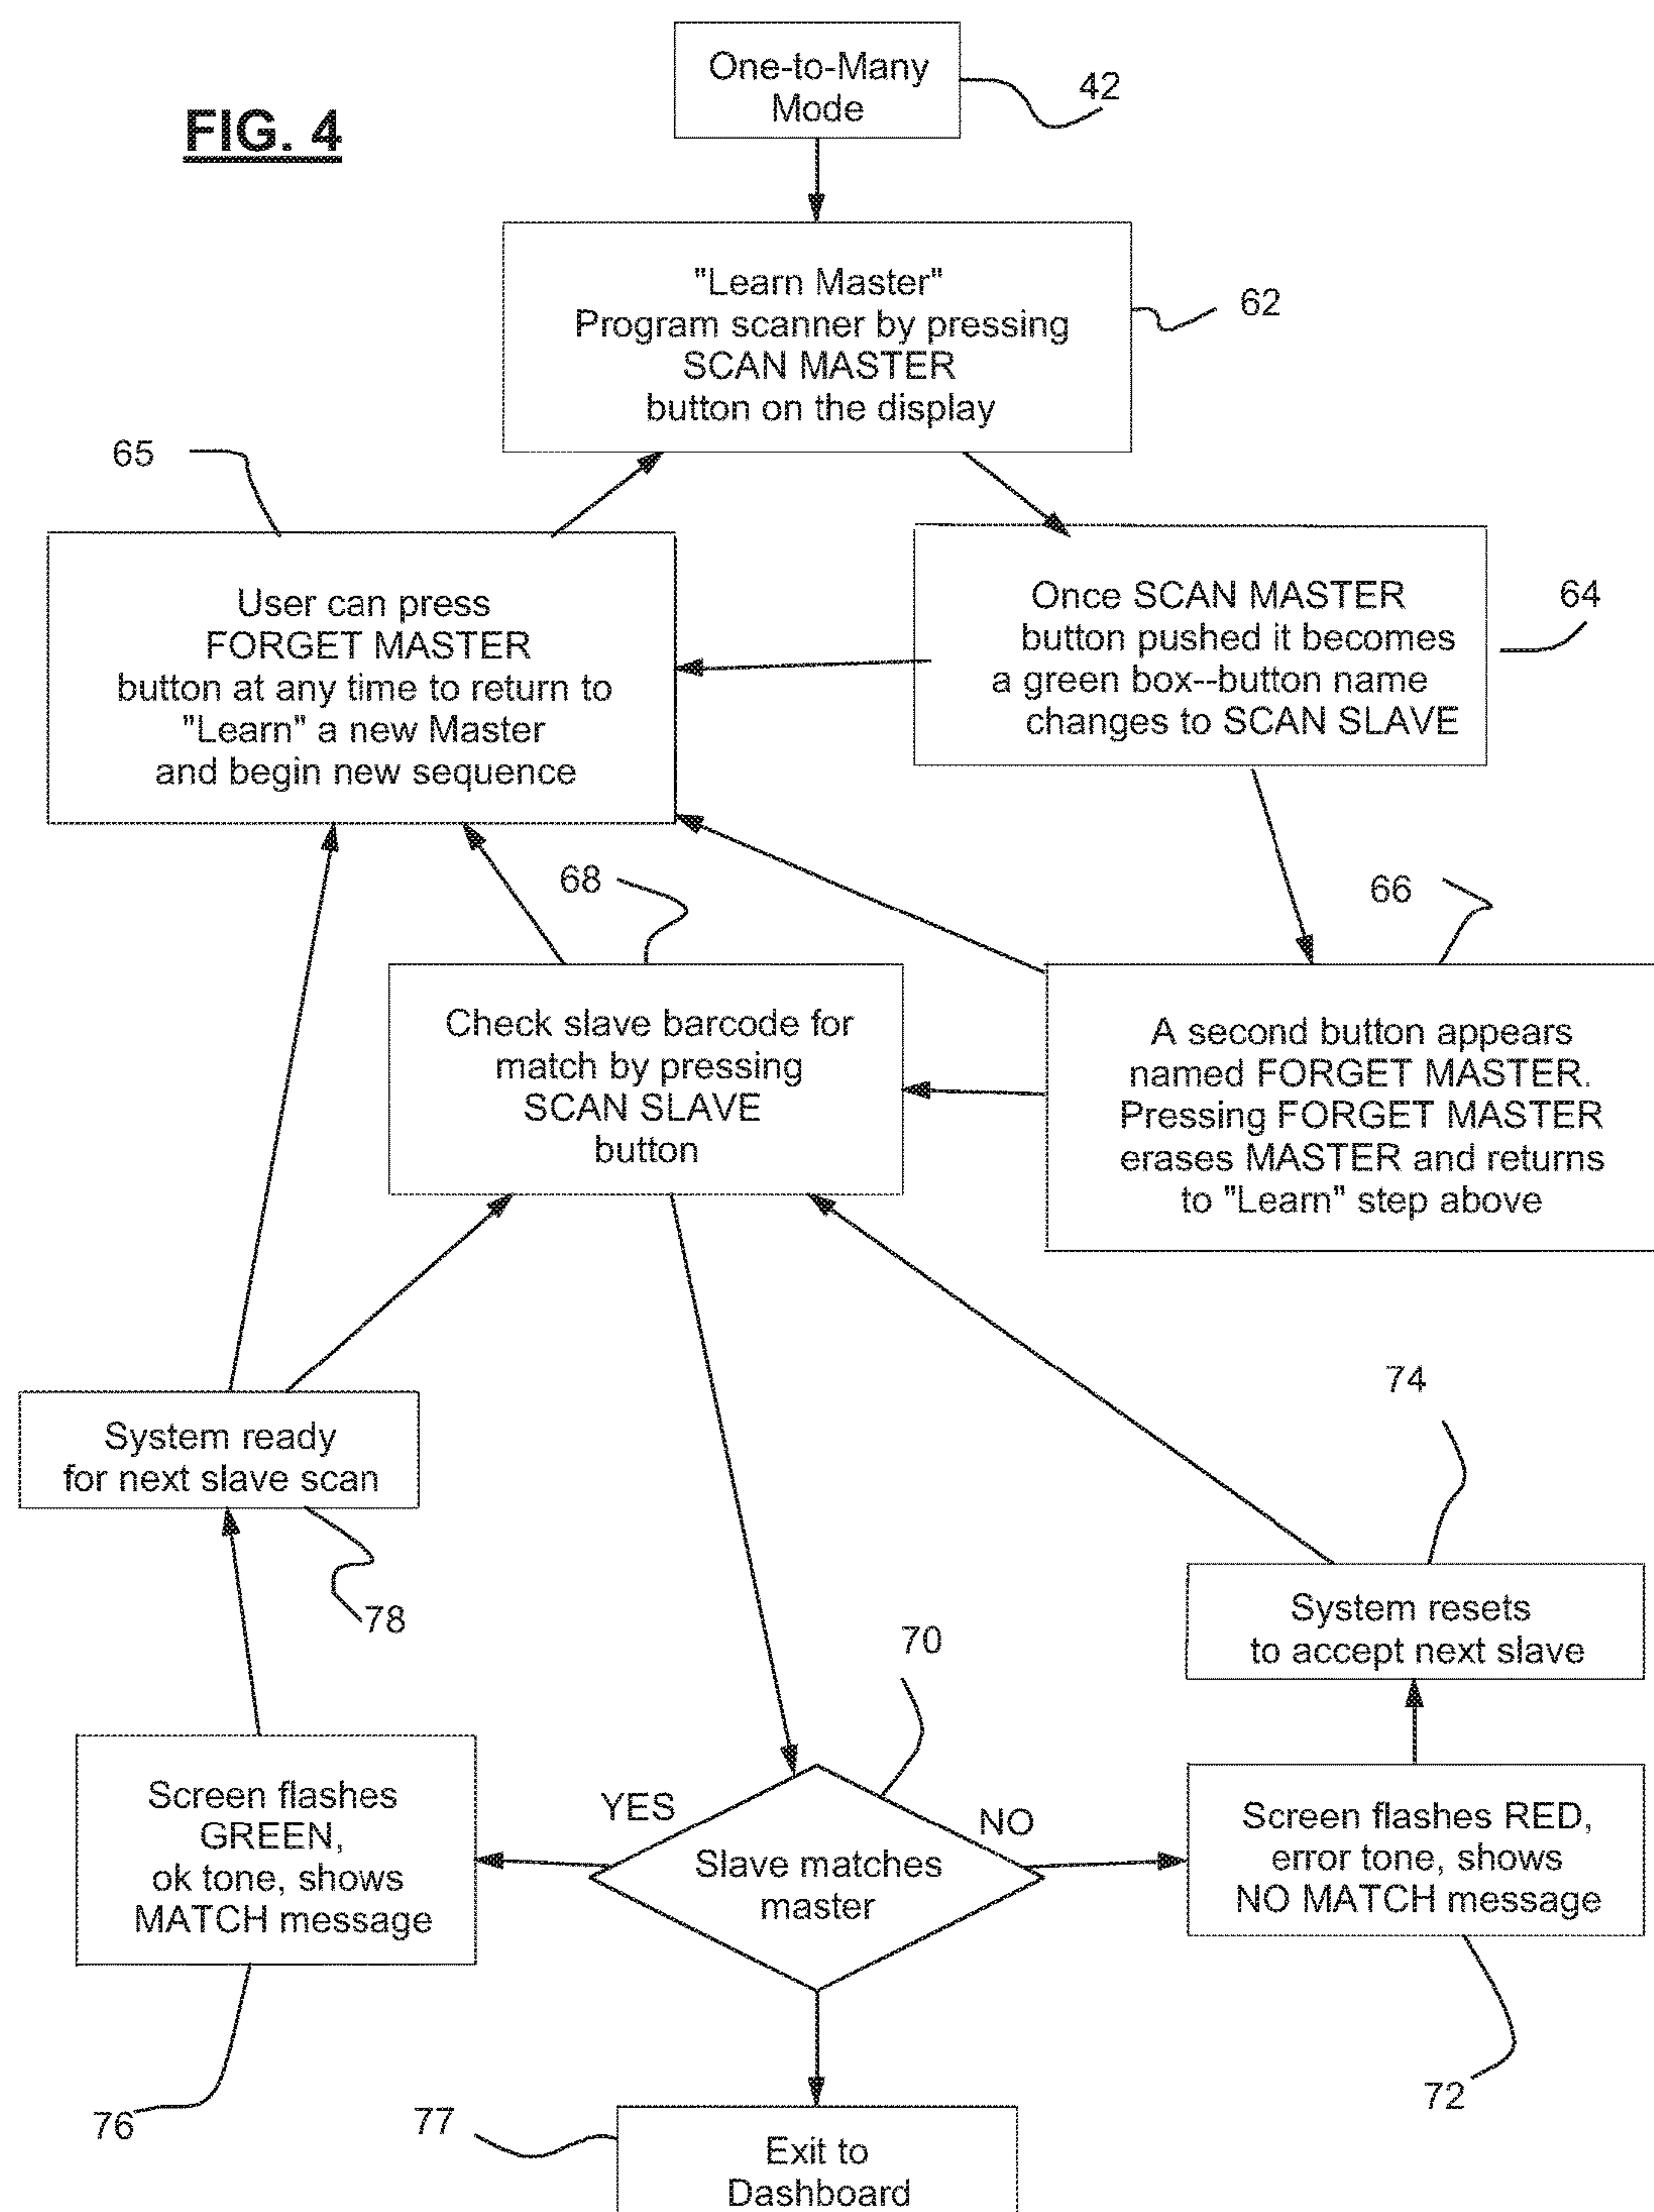 FIG. 4
One-to-Many
Mode
42
"Learn Master"
Program scanner by pressing
SCAN MASTER
button on the display
62
65
User can press
FORGET MASTER
button at any time to return to
"Learn" a new Master
and begin new sequence
Once SCAN MASTER
button pushed it becomes
a green box--button name
changes to SCAN SLAVE
64
68
66
Check slave barcode for
match by pressing
SCAN SLAVE
button
A second button appears
named FORGET MASTER.
Pressing FORGET MASTER
erases MASTER and returns
to "Learn" step above
System ready
for next slave scan
78
74
System resets
to accept next slave
70
Screen flashes
GREEN,
ok tone, shows
MATCH message
YES
NO
Slave matches
master
Screen flashes RED,
error tone, shows
NO MATCH message
76
77
72
Exit to
Dashboard